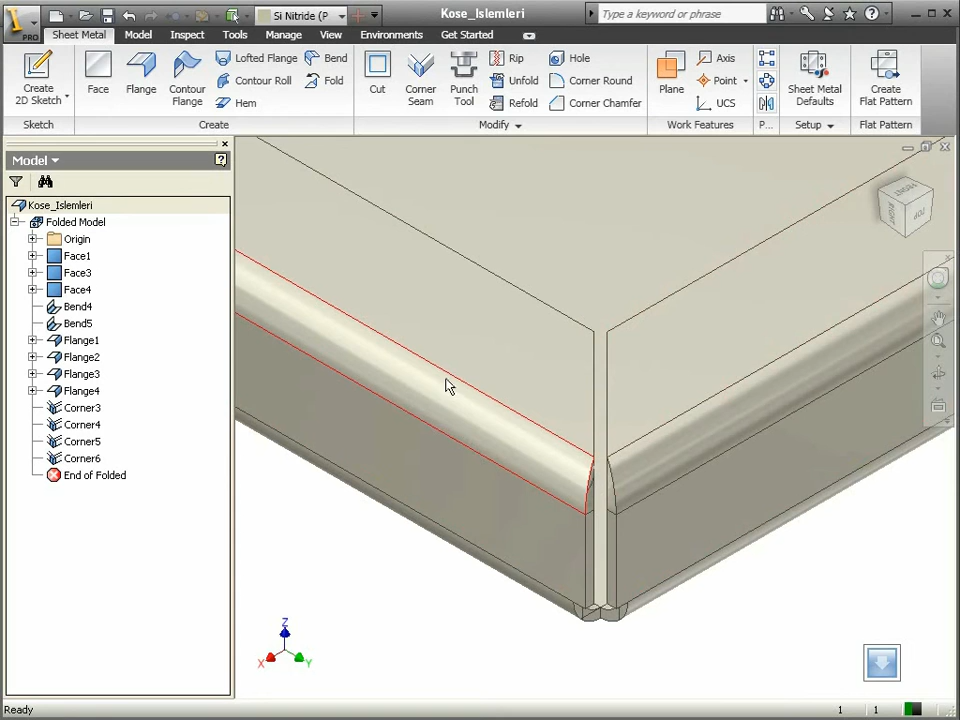 PRO
Si Nitride (P
Kose_Islemleri
Type a keyword or phrase
Sheet Metal
Model
Inspect
Tools
Manage
View
Environments
Get Started
Create
2D Sketch
Face
Flange
Contour
Flange
Lofted Flange
Contour Roll
Hem
Bend
Fold
Cut
Corner
Seam
Punch
Tool
Rip
Unfold
Refold
Hole
Corner Round
Corner Chamfer
Plane
Axis
Point
UCS
Sheet Metal
Defaults
Create
Flat Pattern
Sketch
Create
Modify
Work Features
P...
Setup
Flat Pattern
Model
Kose_Islemleri
Folded Model
Origin
Face1
Face3
Face4
Bend4
Bend5
Flange1
Flange2
Flange3
Flange4
Corner3
Corner4
Corner5
Corner6
End of Folded
FRONT
RIGHT
TOP
Z
X
Y
Ready
1
1